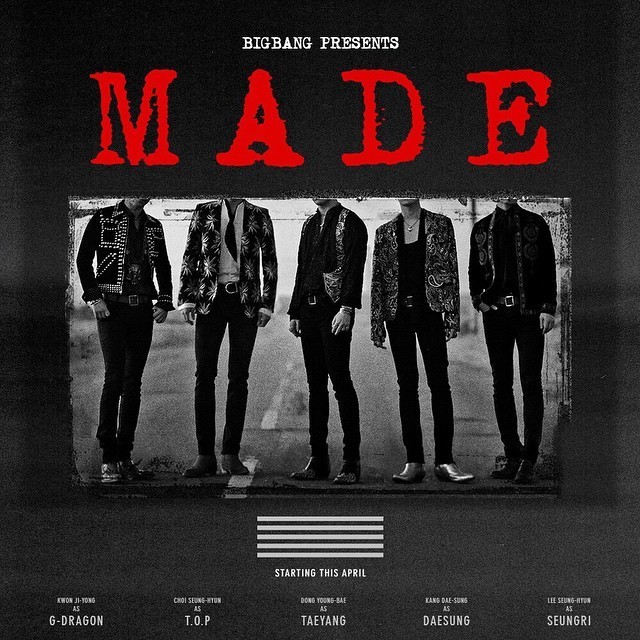 BIGBANG PRESENTS
MADE
STARTING THIS APRIL
KWON JI-YONG
AS
G-DRAGON
CHOI SEUNG-HYUN
AS
T.O.P
DONG YOUNG-BAE
AS
TAEYANG
KANG DAE-SUNG
AS
DAESUNG
LEE SEUNG-HYUN
AS
SEUNGRI